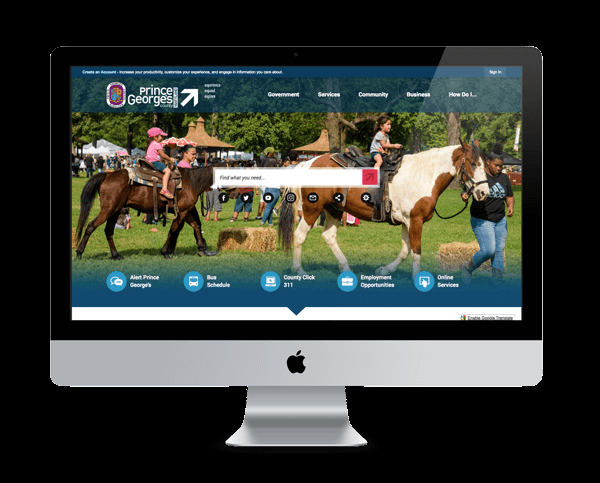 Create an Account - Increase your productivity, customize your experience, and engage in information you care about.
Sign In
Prince
George's
county
experience
expand
explore
Government
Services
Community
Business
How Do I...
Find what you need...
Alert Prince
George's
Bus
Schedule
County Click
311
Employment
Opportunities
Online
Services
Enable Google Translate